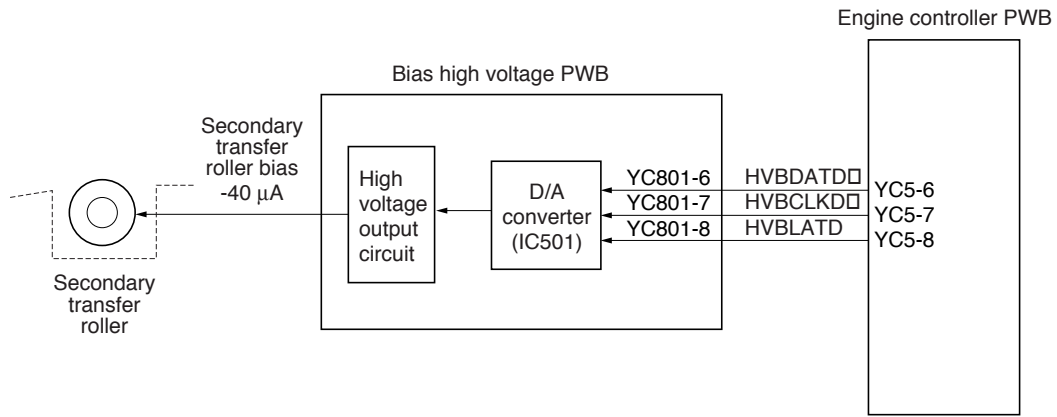 Engine controller PWB
Bias high voltage PWB
Secondary
transfer
roller bias
-40 μA
High
voltage
output
circuit
D/A
converter
(IC501)
YC801-6
HVBDATD□
YC5-6
YC801-7
HVBCLKD□
YC5-7
YC801-8
HVBLATD
YC5-8
Secondary
transfer
roller